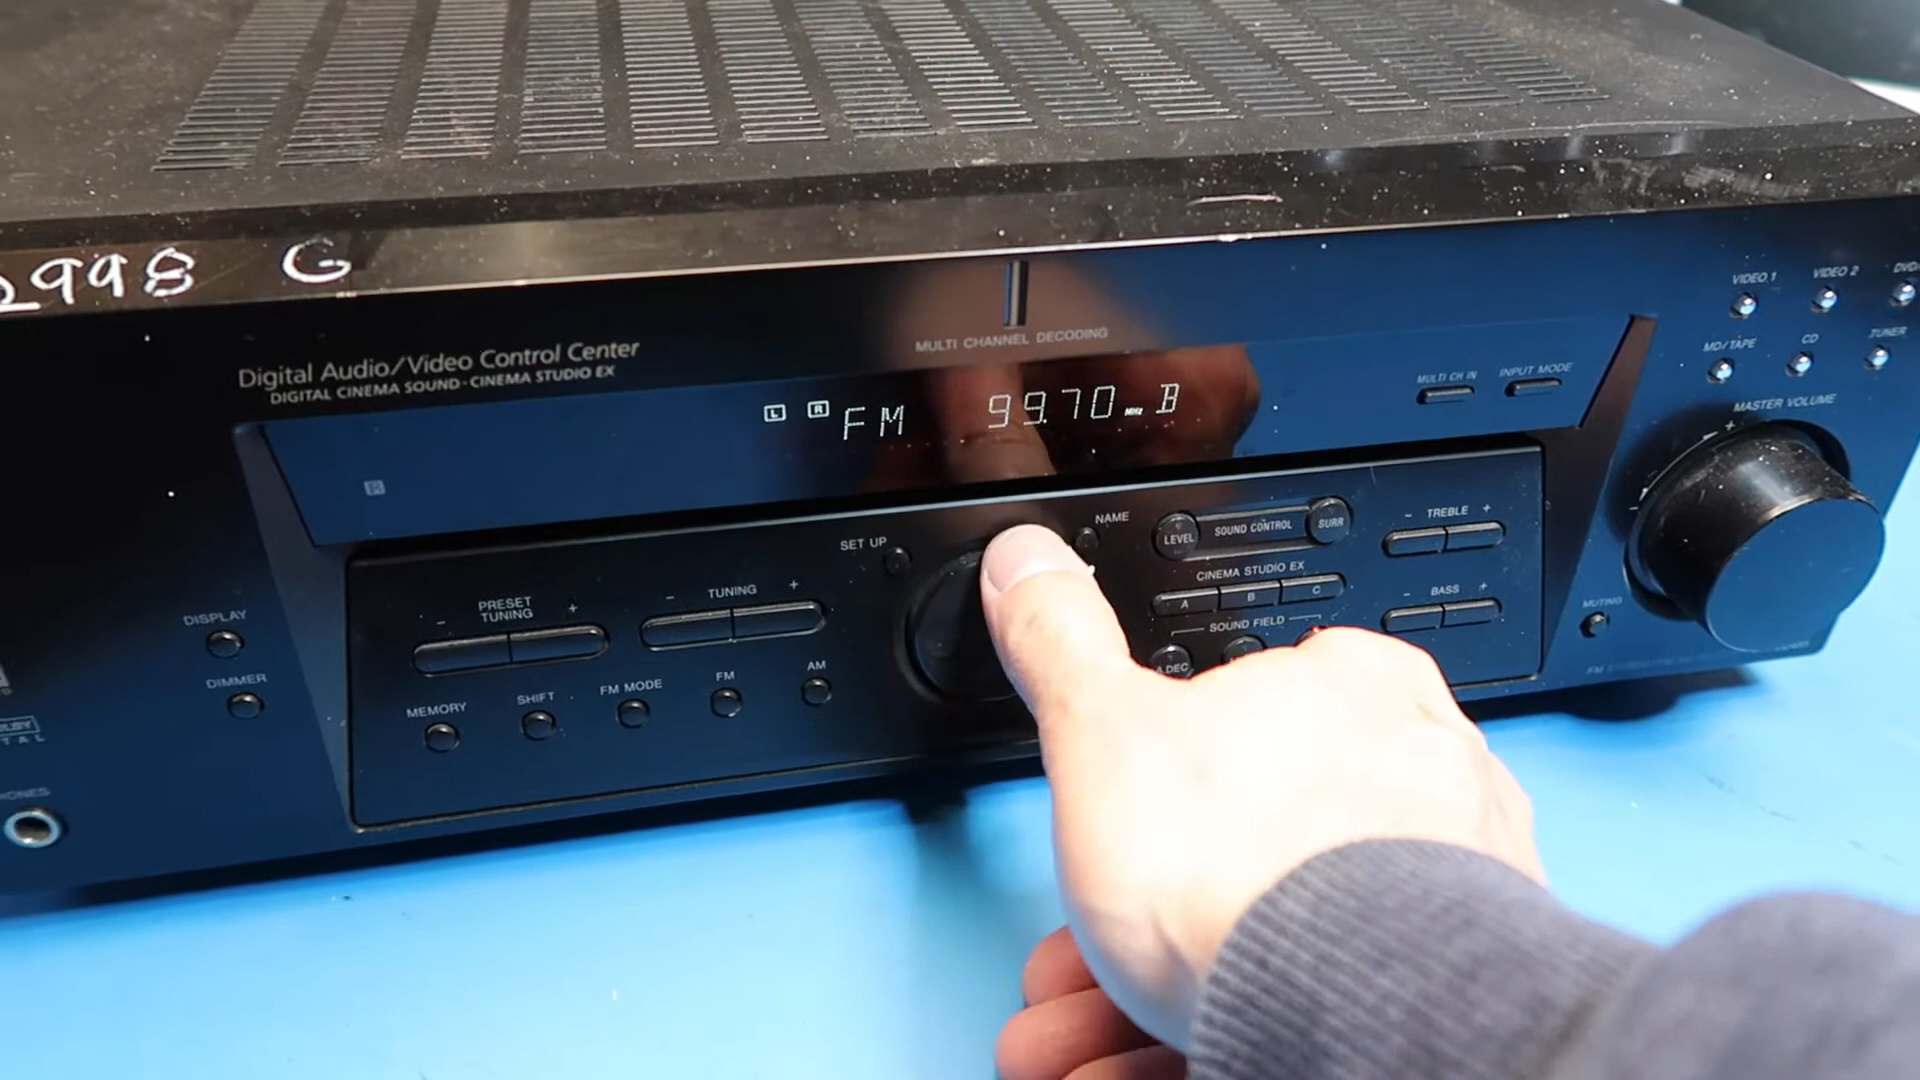 2998 G
MULTI CHANNEL DECODING
Digital Audio/Video Control Center
DIGITAL CINEMA SOUND-CINEMA STUDIO EX
L R FM 99.70 MHz B
MULTI CH IN INPUT MODE
VIDEO 1 VIDEO 2 DVD/
MD/TAPE CD TUNER
MASTER VOLUME
- +
SET UP
NAME
LEVEL SOUND CONTROL SURR
- TREBLE +
CINEMA STUDIO EX
A B C
- BASS +
SOUND FIELD
MUTING
- PRESET TUNING +
- TUNING +
DISPLAY
DIMMER
MEMORY SHIFT FM MODE FM AM